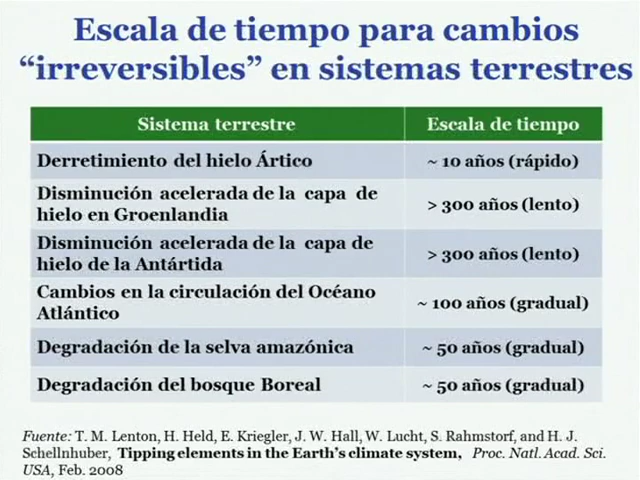 Escala de tiempo para cambios
“irreversibles” en sistemas terrestres
Sistema terrestre
Escala de tiempo
Derretimiento del hielo Ártico
~ 10 años (rápido)
Disminución acelerada de la capa de
hielo en Groenlandia
> 300 años (lento)
Disminución acelerada de la capa de
hielo de la Antártida
> 300 años (lento)
Cambios en la circulación del Océano
Atlántico
~ 100 años (gradual)
Degradación de la selva amazónica
~ 50 años (gradual)
Degradación del bosque Boreal
~ 50 años (gradual)
Fuente: T. M. Lenton, H. Held, E. Kriegler, J. W. Hall, W. Lucht, S. Rahmstorf, and H. J.
Schellnhuber, Tipping elements in the Earth’s climate system, Proc. Natl. Acad. Sci.
USA, Feb. 2008